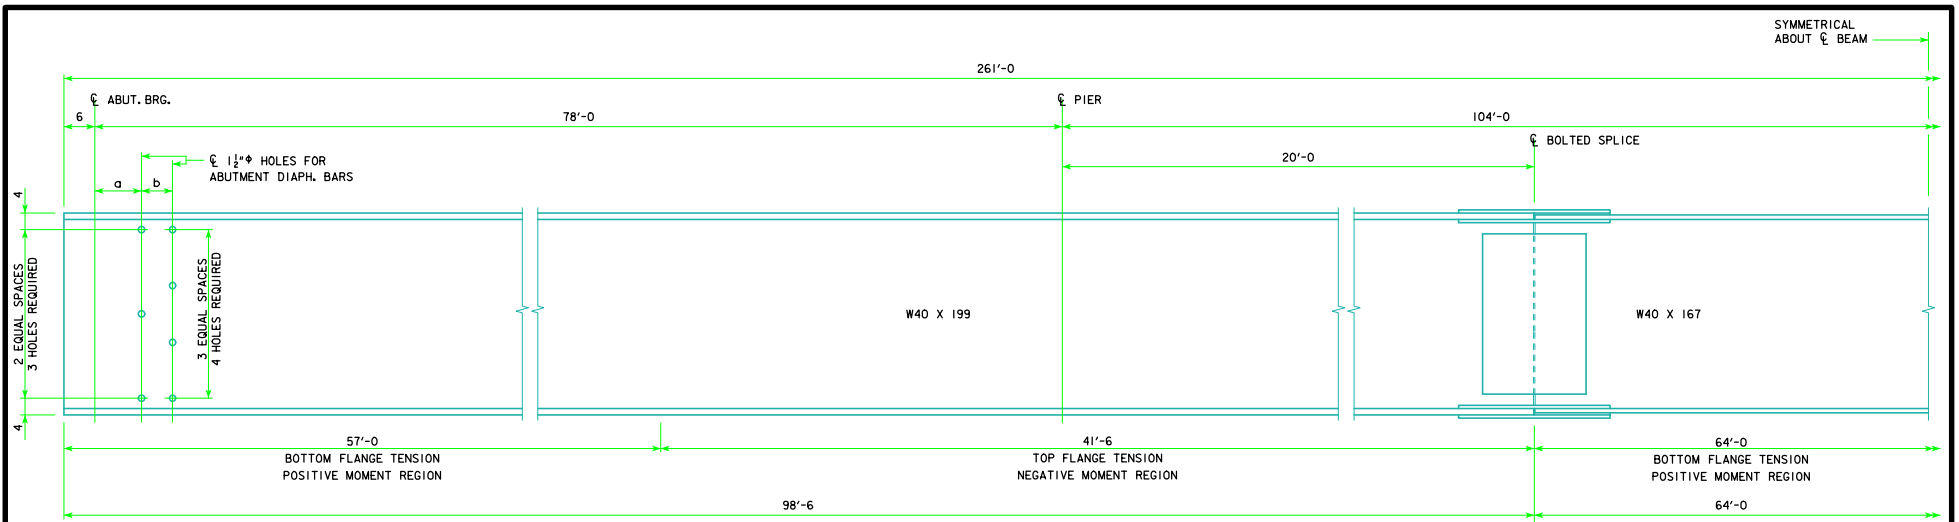 SYMMETRICAL
ABOUT ℄ BEAM
261'-0
℄ ABUT. BRG.
℄ PIER
6
78'-0
104'-0
℄ BOLTED SPLICE
20'-0
℄ 1½"Φ HOLES FOR
ABUTMENT DIAPH. BARS
a
b
4
2 EQUAL SPACES
3 HOLES REQUIRED
3 EQUAL SPACES
4 HOLES REQUIRED
4
W40 X 199
W40 X 167
57'-0
BOTTOM FLANGE TENSION
POSITIVE MOMENT REGION
41'-6
TOP FLANGE TENSION
NEGATIVE MOMENT REGION
64'-0
BOTTOM FLANGE TENSION
POSITIVE MOMENT REGION
98'-6
64'-0